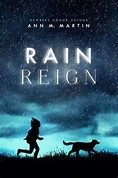 NEWBERY HONOR AUTHOR
ANN M. MARTIN
RAIN
REIGN